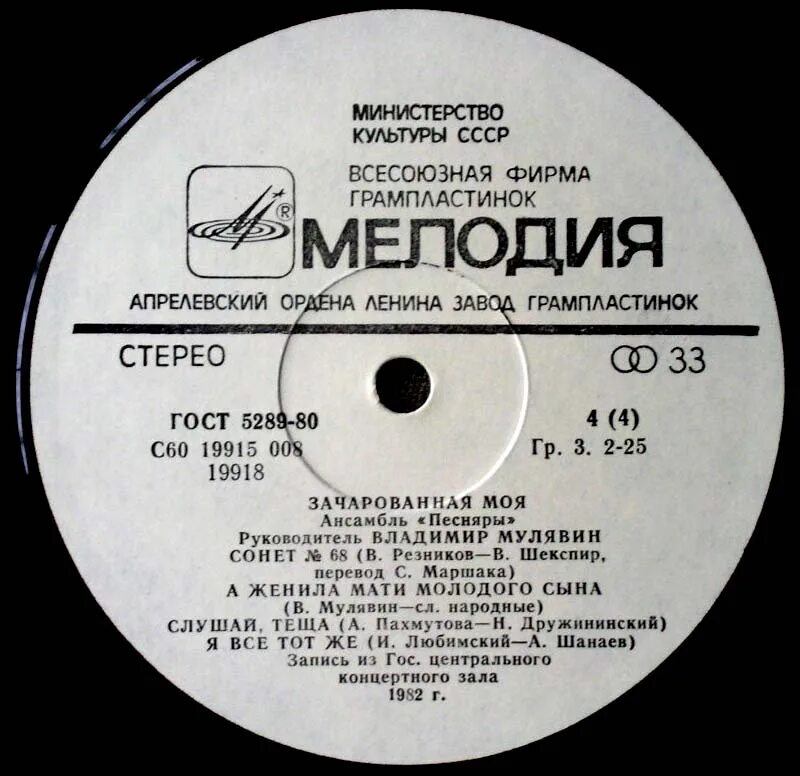 МИНИСТЕРСТВО
КУЛЬТУРЫ СССР
ВСЕСОЮЗНАЯ ФИРМА
ГРАМПЛАСТИНОК
®
МЕЛОДИЯ
АПРЕЛЕВСКИЙ ОРДЕНА ЛЕНИНА ЗАВОД ГРАМПЛАСТИНОК
СТЕРЕО 33
ГОСТ 5289-80 4 (4)
С60 19915 008 Гр. 3. 2-25
19918
ЗАЧАРОВАННАЯ МОЯ
Ансамбль «Песняры»
Руководитель ВЛАДИМИР МУЛЯВИН
СОНЕТ № 68 (В. Резников—В. Шекспир,
перевод С. Маршака)
А ЖЕНИЛА МАТИ МОЛОДОГО СЫНА
(В. Мулявин—сл. народные)
СЛУШАЙ, ТЕЩА (А. Пахмутова—Н. Дружининский)
Я ВСЕ ТОТ ЖЕ (И. Любимский—А. Шанаев)
Запись из Гос. центрального
концертного зала
1982 г.